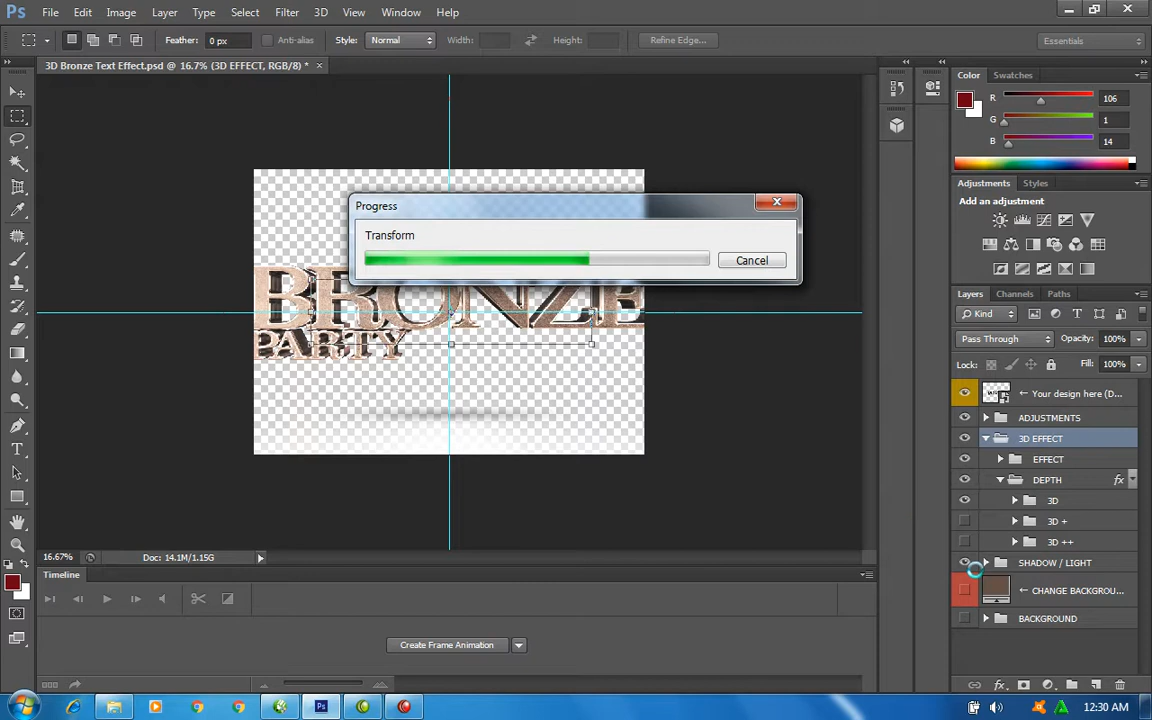 Ps File Edit Image Layer Type Select Filter 3D View Window Help
Feather: 0 px Anti-alias Style: Normal Width: Height: Refine Edge... Essentials
3D Bronze Text Effect.psd @ 16.7% (3D EFFECT, RGB/8) * ×
Color Swatches
R 106
G 1
B 14
Adjustments Styles
Add an adjustment
Progress
Transform
Cancel
BRONZE
PARTY
Layers Channels Paths
Kind
Pass Through Opacity: 100%
Lock: Fill: 100%
← Your design here (D...
ADJUSTMENTS
3D EFFECT
EFFECT
DEPTH fx
3D
3D +
3D ++
SHADOW / LIGHT
← CHANGE BACKGROU...
BACKGROUND
16.67% Doc: 14.1M/1.15G
Timeline
Create Frame Animation
fx
Ps 12:30 AM